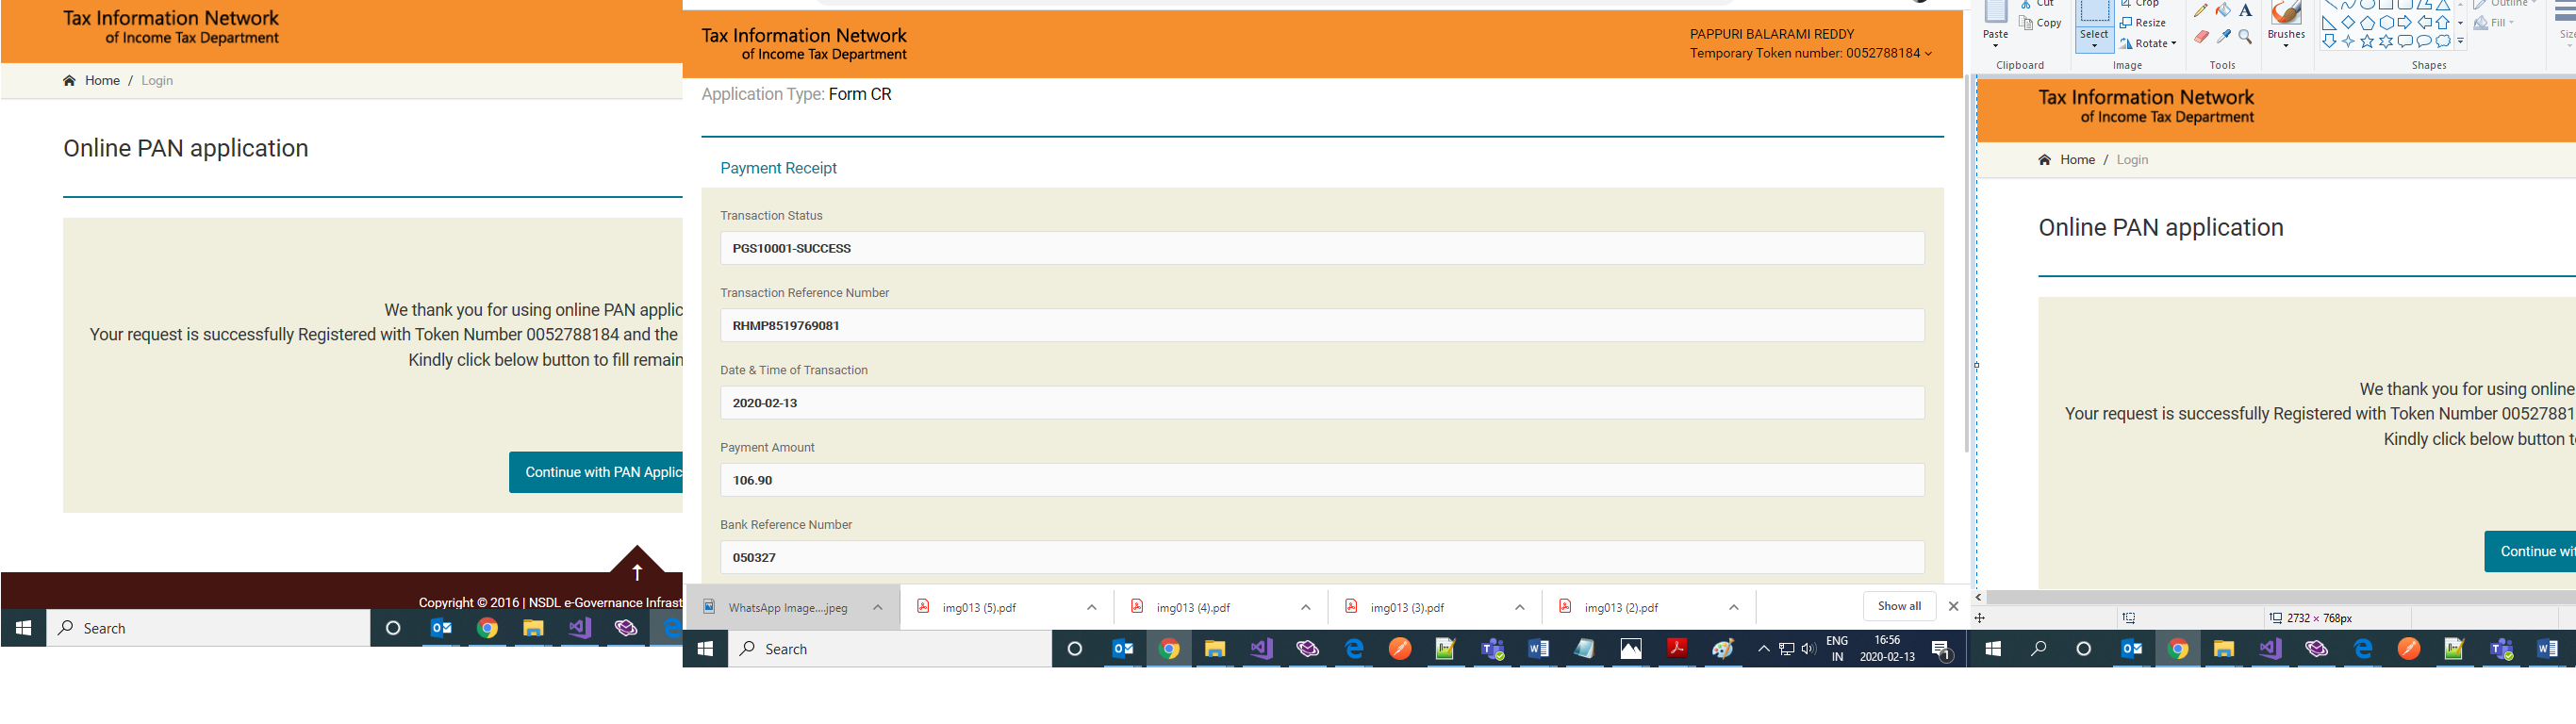 Tax Information Network
of Income Tax Department
Home / Login
Online PAN application
We thank you for using online PAN applic
Your request is successfully Registered with Token Number 0052788184 and the
Kindly click below button to fill remain
Continue with PAN Applic
Copyright © 2016 | NSDL e-Governance Infrast
Search
Tax Information Network
of Income Tax Department
PAPPURI BALARAMI REDDY
Temporary Token number: 0052788184
Application Type: Form CR
Payment Receipt
Transaction Status
PGS10001-SUCCESS
Transaction Reference Number
RHMP8519769081
Date & Time of Transaction
2020-02-13
Payment Amount
106.90
Bank Reference Number
050327
WhatsApp Image....jpeg
img013 (5).pdf
img013 (4).pdf
img013 (3).pdf
img013 (2).pdf
Show all
Search
ENG
IN
16:56
2020-02-13
1
Paste
Cut
Copy
Clipboard
Select
Crop
Resize
Rotate
Image
A
Tools
Brushes
Shapes
Outline
Fill
Size
Tax Information Network
of Income Tax Department
Home / Login
Online PAN application
We thank you for using online
Your request is successfully Registered with Token Number 00527881
Kindly click below button t
Continue wit
2732 × 768px